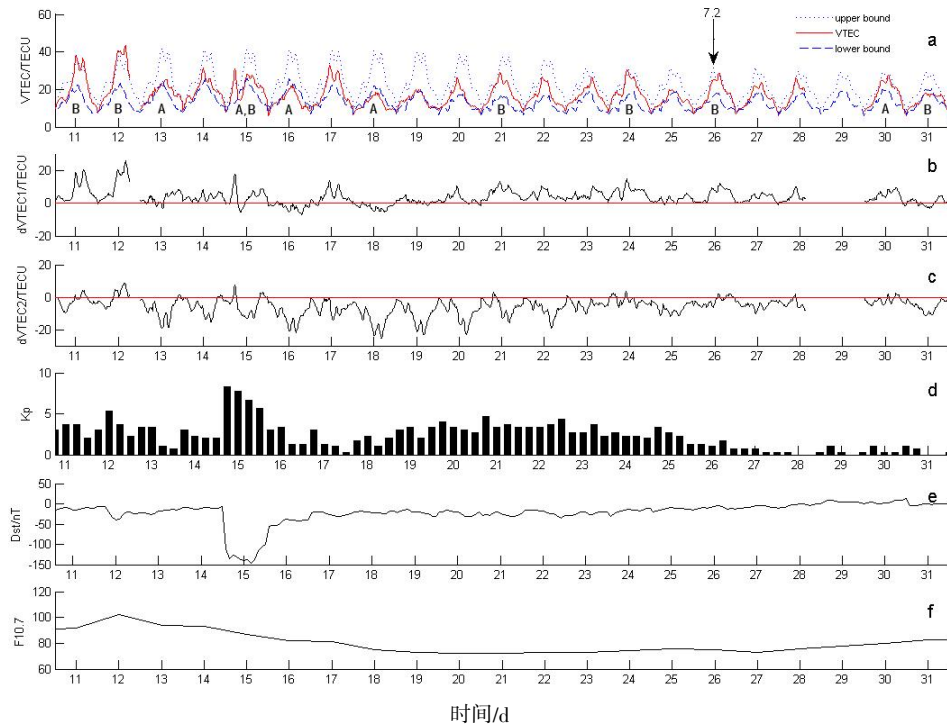 7.2
60
40
20
0
VTEC/TECU
upper bound
VTEC
lower bound
a
B B A A,B A A B B B A B
11 12 13 14 15 16 17 18 19 20 21 22 23 24 25 26 27 28 29 30 31
20
0
-20
dVTEC1/TECU
b
11 12 13 14 15 16 17 18 19 20 21 22 23 24 25 26 27 28 29 30 31
20
0
-20
dVTEC2/TECU
c
11 12 13 14 15 16 17 18 19 20 21 22 23 24 25 26 27 28 29 30 31
10
5
0
Kp
d
11 12 13 14 15 16 17 18 19 20 21 22 23 24 25 26 27 28 29 30 31
50
0
-50
-100
-150
Dst/nT
e
11 12 13 14 15 16 17 18 19 20 21 22 23 24 25 26 27 28 29 30 31
120
100
80
60
F10.7
f
11 12 13 14 15 16 17 18 19 20 21 22 23 24 25 26 27 28 29 30 31
时间/d